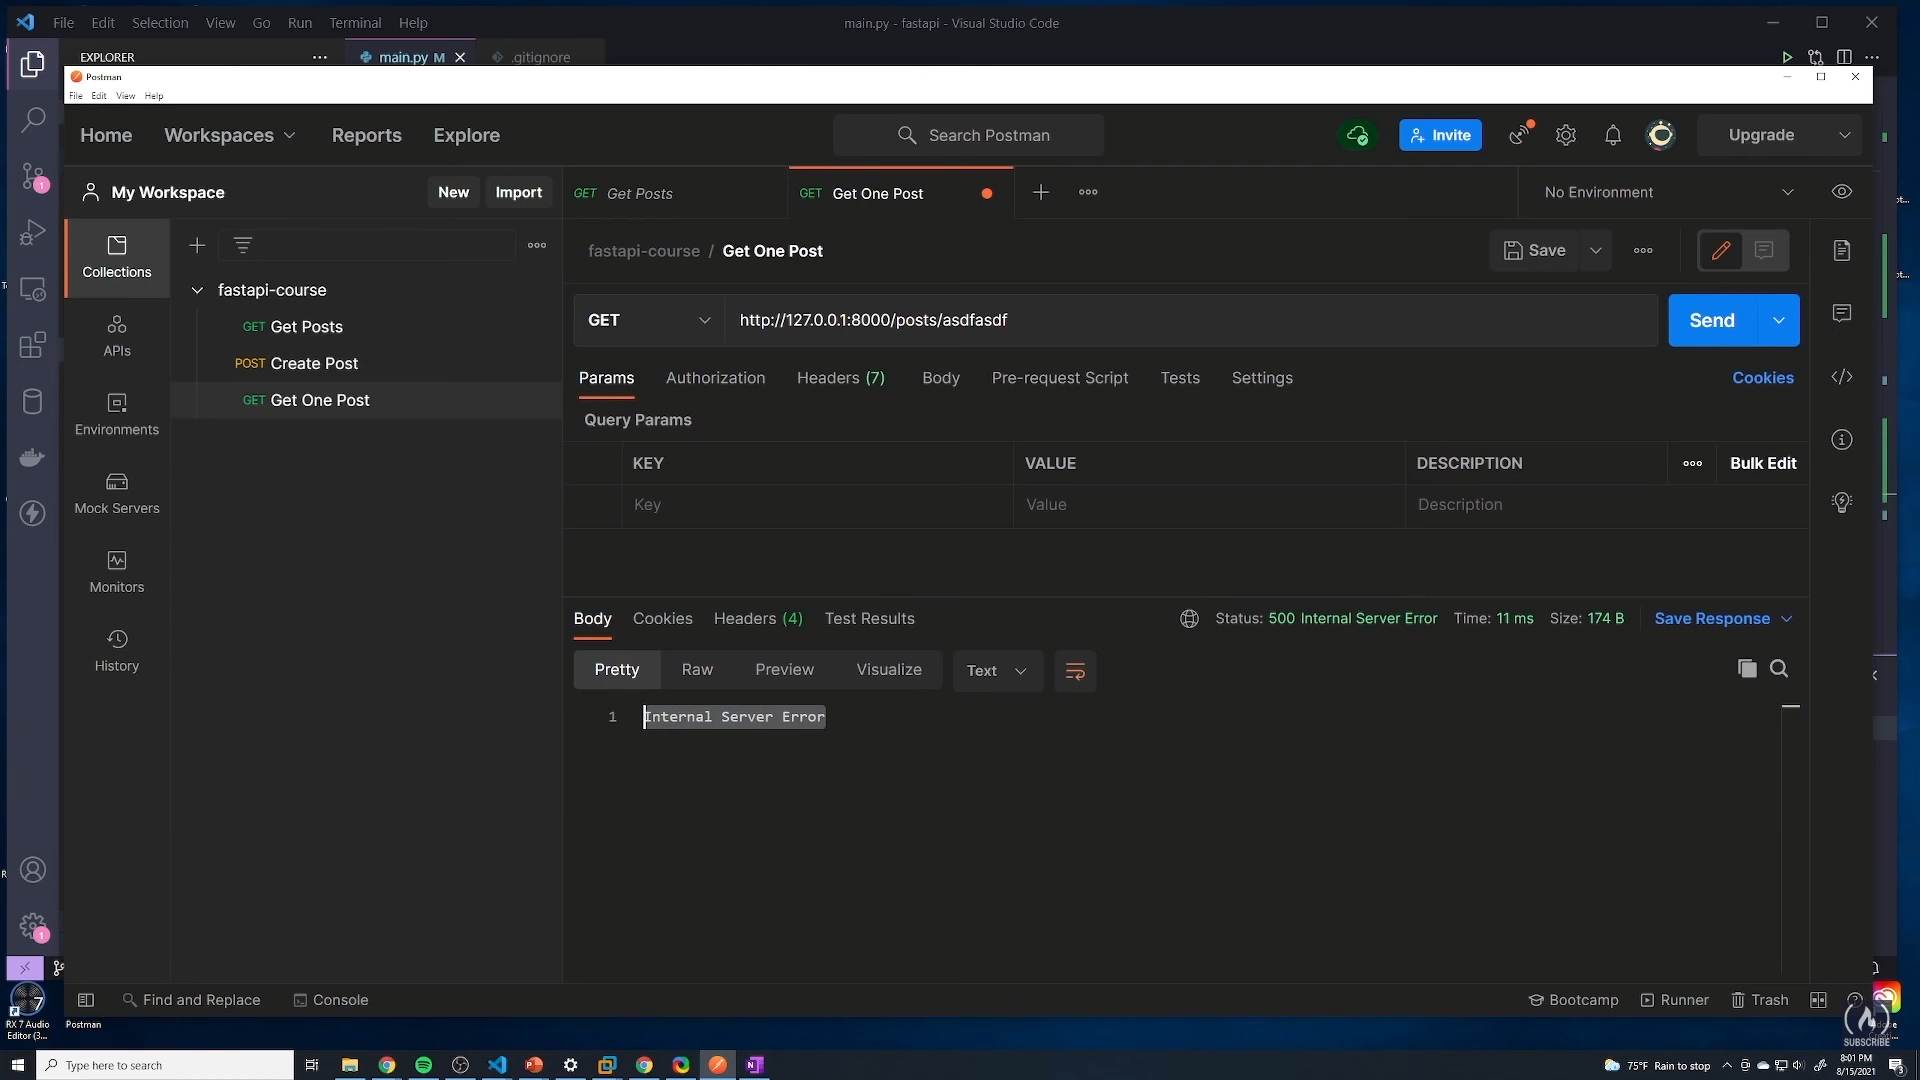 File Edit Selection View Go Run Terminal Help
main.py - fastapi - Visual Studio Code
EXPLORER
main.py M
.gitignore
Postman
File Edit View Help
Home Workspaces Reports Explore
Search Postman
Invite
Upgrade
My Workspace
New Import
GET Get Posts
GET Get One Post
No Environment
Collections
APIs
Environments
Mock Servers
Monitors
History
fastapi-course
GET Get Posts
POST Create Post
GET Get One Post
fastapi-course / Get One Post
Save
GET
http://127.0.0.1:8000/posts/asdfasdf
Send
Params Authorization Headers (7) Body Pre-request Script Tests Settings
Cookies
Query Params
KEY VALUE DESCRIPTION
Bulk Edit
Key Value Description
Body Cookies Headers (4) Test Results
Status: 500 Internal Server Error Time: 11 ms Size: 174 B
Save Response
Pretty Raw Preview Visualize
Text
1 Internal Server Error
Find and Replace
Console
Bootcamp Runner Trash
1
1
7
RX 7 Audio
Editor (3...
Postman
SUBSCRIBE
Type here to search
75°F Rain to stop
8:01 PM
8/15/2021
3